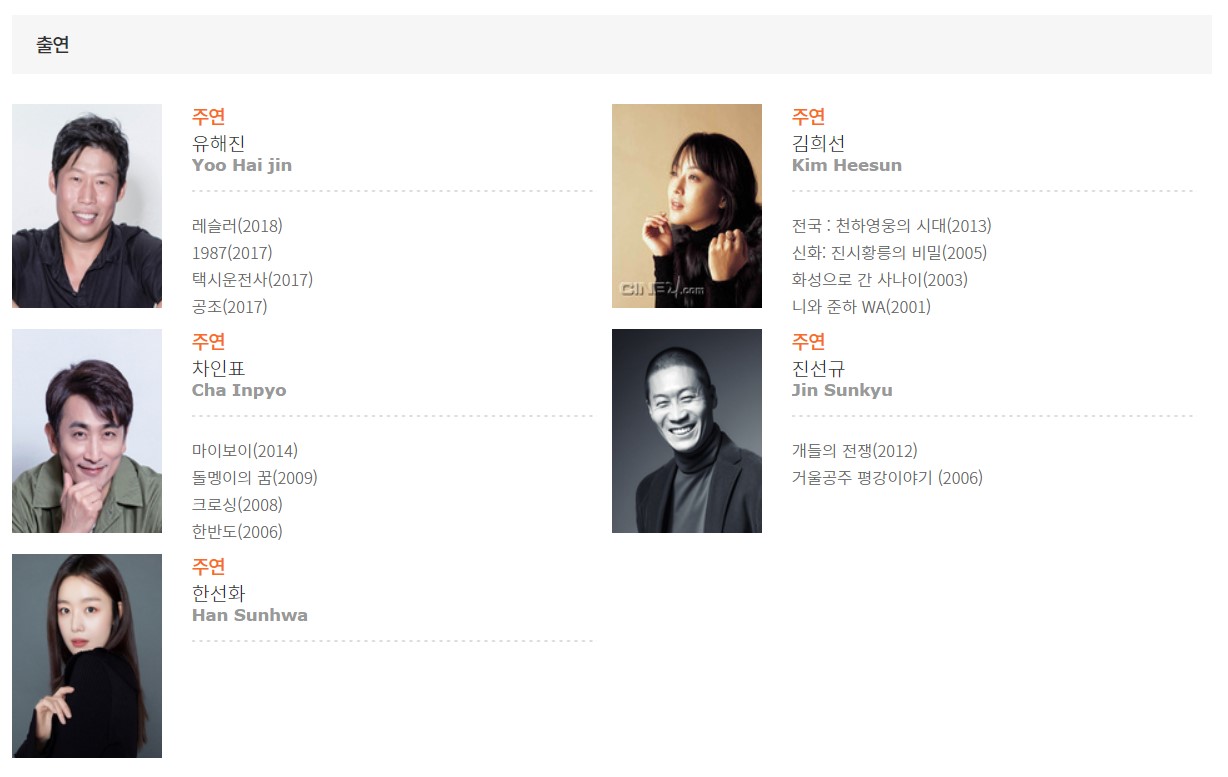 출연
주연
유해진
Yoo Hai jin
레슬러(2018)
1987(2017)
택시운전사(2017)
공조(2017)
주연
김희선
Kim Heesun
전국 : 천하영웅의 시대(2013)
신화: 진시황릉의 비밀(2005)
화성으로 간 사나이(2003)
니와 준하 WA(2001)
CINE21.com
주연
차인표
Cha Inpyo
마이보이(2014)
돌멩이의 꿈(2009)
크로싱(2008)
한반도(2006)
주연
진선규
Jin Sunkyu
개들의 전쟁(2012)
거울공주 평강이야기 (2006)
주연
한선화
Han Sunhwa